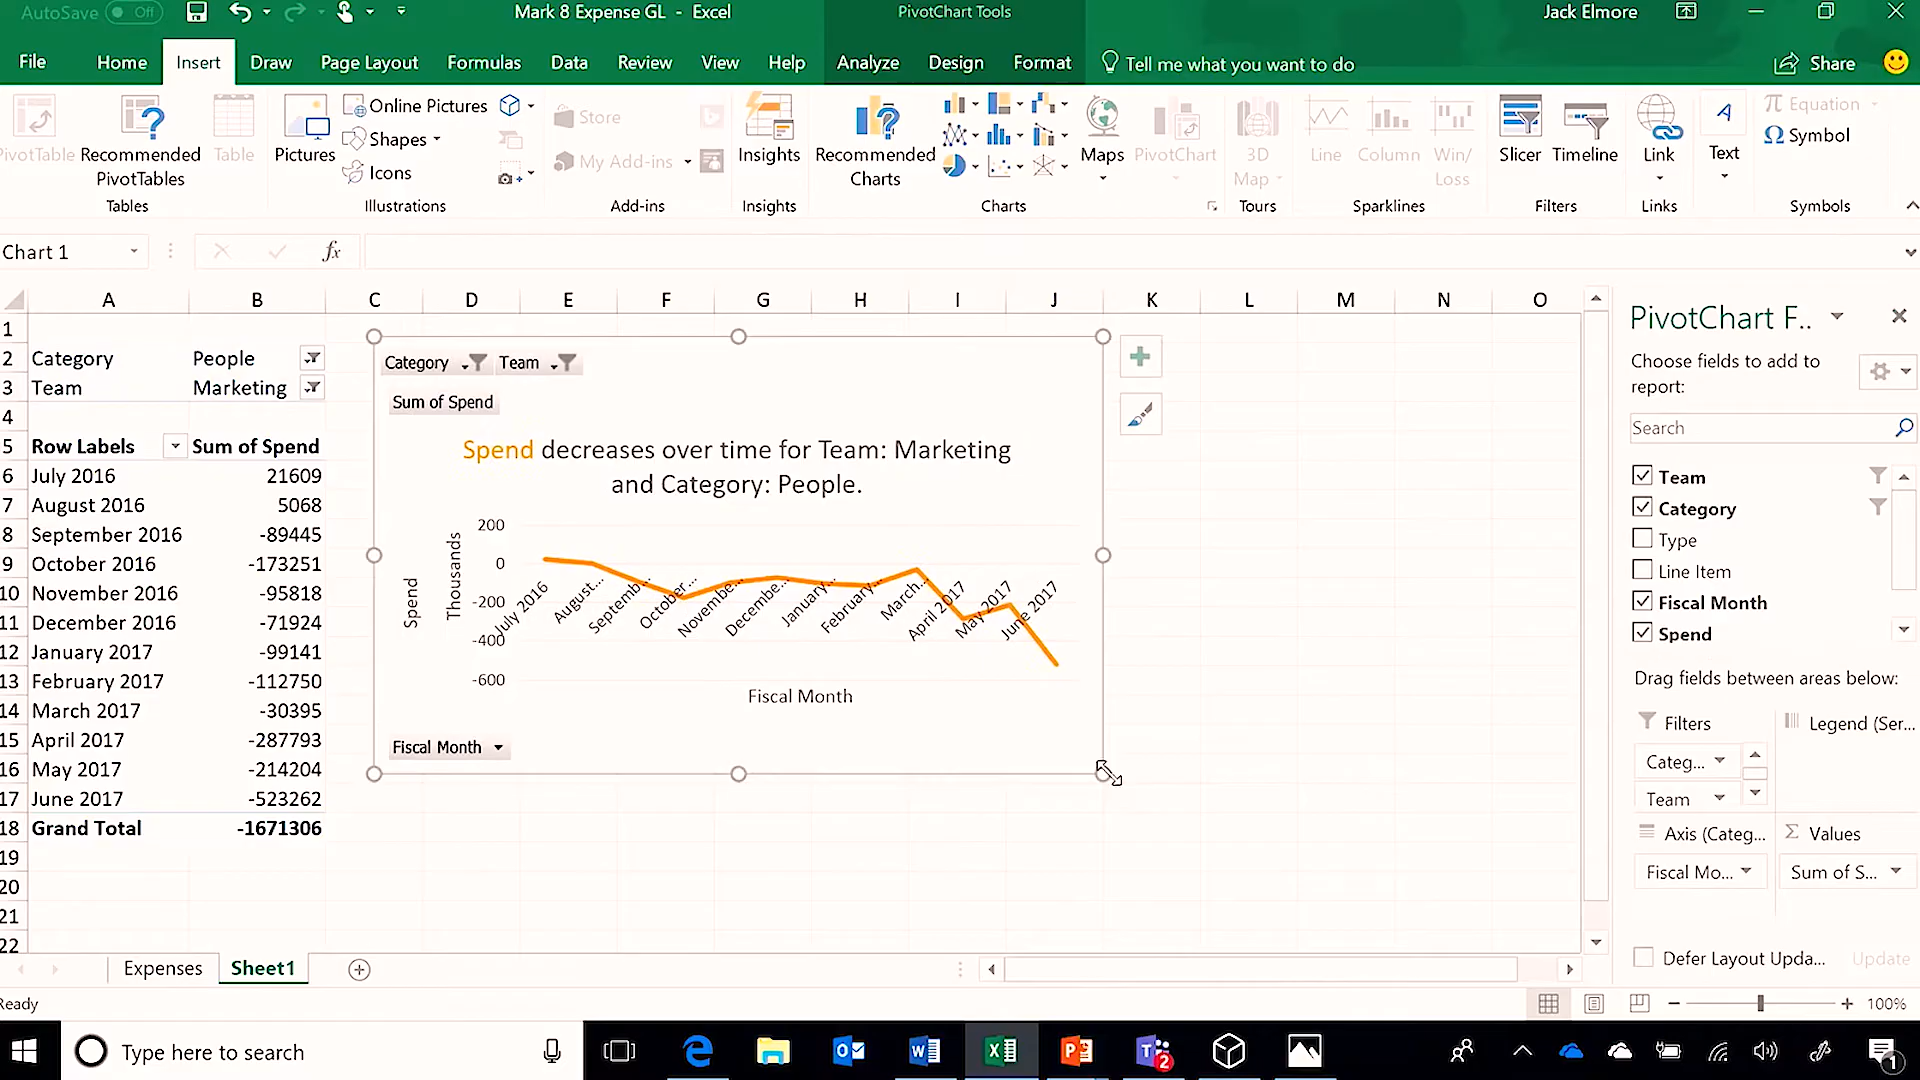 AutoSave Off Mark 8 Expense GL - Excel PivotChart Tools Jack Elmore
File Home Insert Draw Page Layout Formulas Data Review View Help Analyze Design Format Tell me what you want to do Share
PivotTable Recommended PivotTables Table
Tables
Pictures Online Pictures
Shapes
Icons
Illustrations
Store
My Add-ins
Add-ins
Insights
Insights
Recommended Charts Maps PivotChart
Charts
3D Map
Tours
Line Column Win/Loss
Sparklines
Slicer Timeline
Filters
Link
Links
Text
Equation
Symbol
Symbols
Chart 1 fx
A B C D E F G H I J K L M N O
1
2 Category People
3 Team Marketing
4
5 Row Labels Sum of Spend
6 July 2016 21609
7 August 2016 5068
8 September 2016 -89445
9 October 2016 -173251
10 November 2016 -95818
11 December 2016 -71924
12 January 2017 -99141
13 February 2017 -112750
14 March 2017 -30395
15 April 2017 -287793
16 May 2017 -214204
17 June 2017 -523262
18 Grand Total -1671306
19
20
21
22
Category Team
Sum of Spend
Spend decreases over time for Team: Marketing
and Category: People.
200
0
-200
-400
-600
Spend
Thousands
July 2016 August... Septemb... October... Novembe... Decembe... January... February... March... April 2017 May 2017 June 2017
Fiscal Month
Fiscal Month
PivotChart F..
Choose fields to add to
report:
Search
Team
Category
Type
Line Item
Fiscal Month
Spend
Drag fields between areas below:
Filters Legend (Ser...
Categ...
Team
Axis (Categ... Values
Fiscal Mo... Sum of S...
Defer Layout Upda... Update
Expenses Sheet1
Ready 100%
Type here to search
2
1